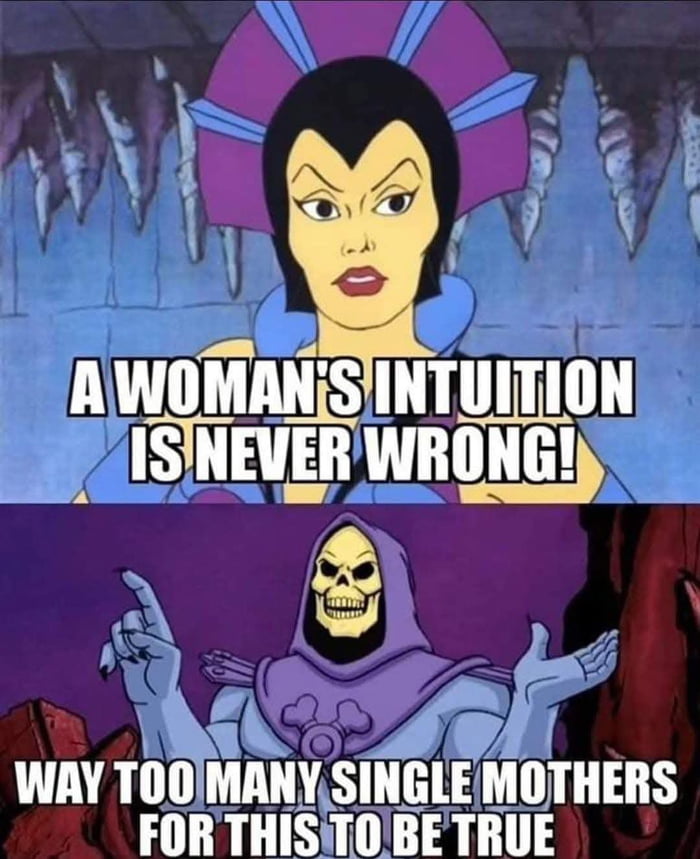 A WOMAN'S INTUITION
IS NEVER WRONG!
WAY TOO MANY SINGLE MOTHERS
FOR THIS TO BE TRUE